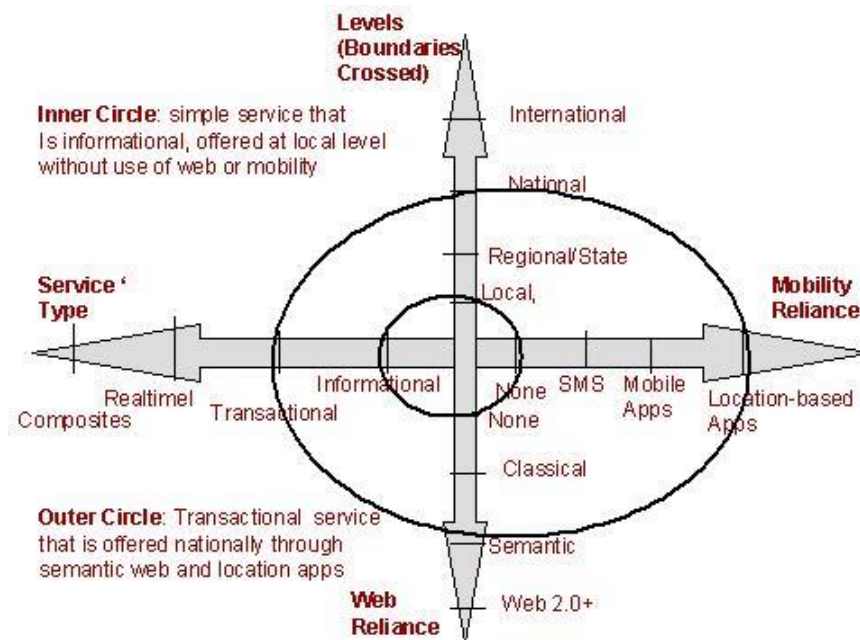 Levels
(Boundaries
Crossed)
Inner Circle: simple service that
Is informational, offered at local level
without use of web or mobility
International
National
Regional/State
Local,
Service ‘
Type
Mobility
Reliance
Informational
Realtimel
Transactional
Composites
None
SMS
Mobile
Apps
Location-based
Apps
None
Classical
Outer Circle: Transactional service
that is offered nationally through
semantic web and location apps
Semantic
Web
Reliance
Web 2.0+